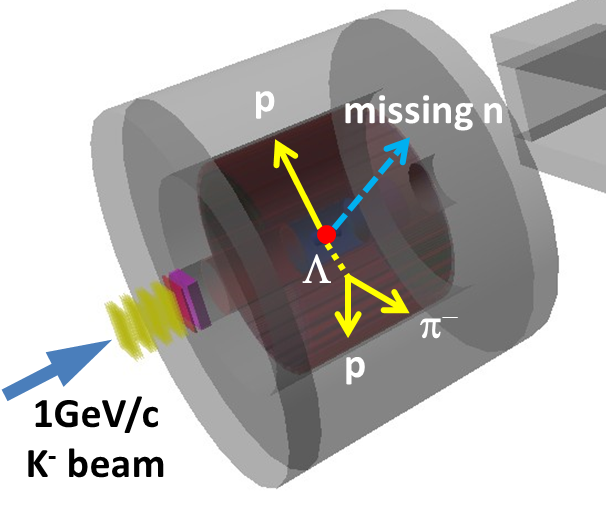 p
missing n
Λ
π⁻
p
1GeV/c
K⁻ beam